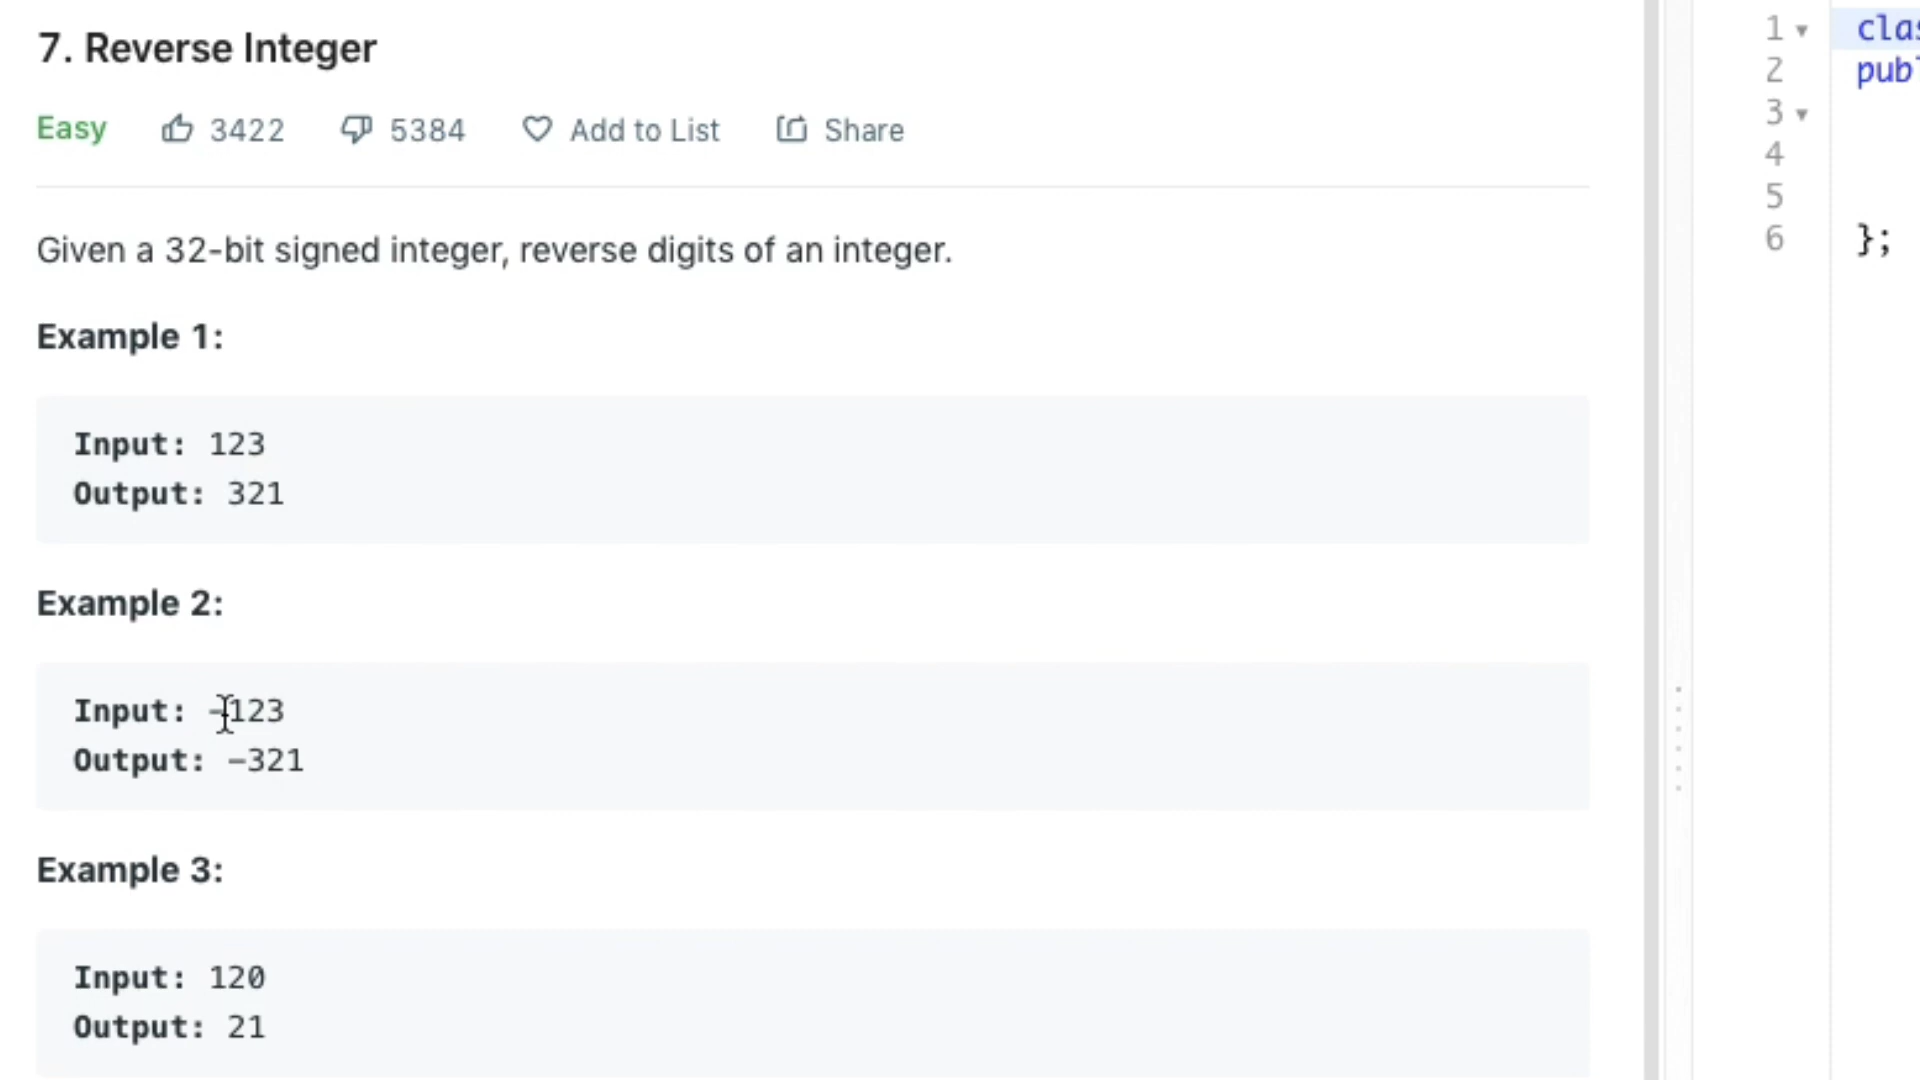 7. Reverse Integer
Easy 3422 5384 Add to List Share
Given a 32-bit signed integer, reverse digits of an integer.
Example 1:
Input: 123
Output: 321
Example 2:
Input: -123
Output: -321
Example 3:
Input: 120
Output: 21
1
2
3
4
5
6 };